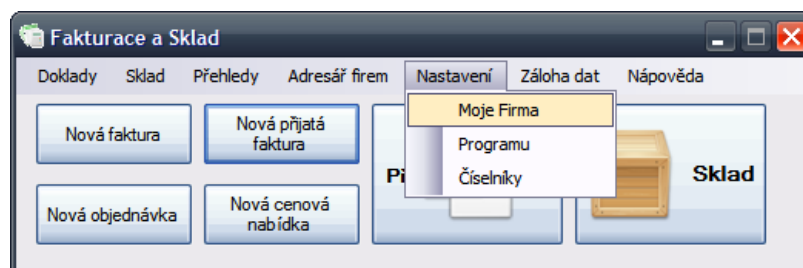 Fakturace a Sklad
Doklady Sklad Přehledy Adresář firem Nastavení Záloha dat Nápověda
Moje Firma
Programu
Číselníky
Nová faktura
Nová přijatá
faktura
Sklad
Nová objednávka
Nová cenová
nabídka